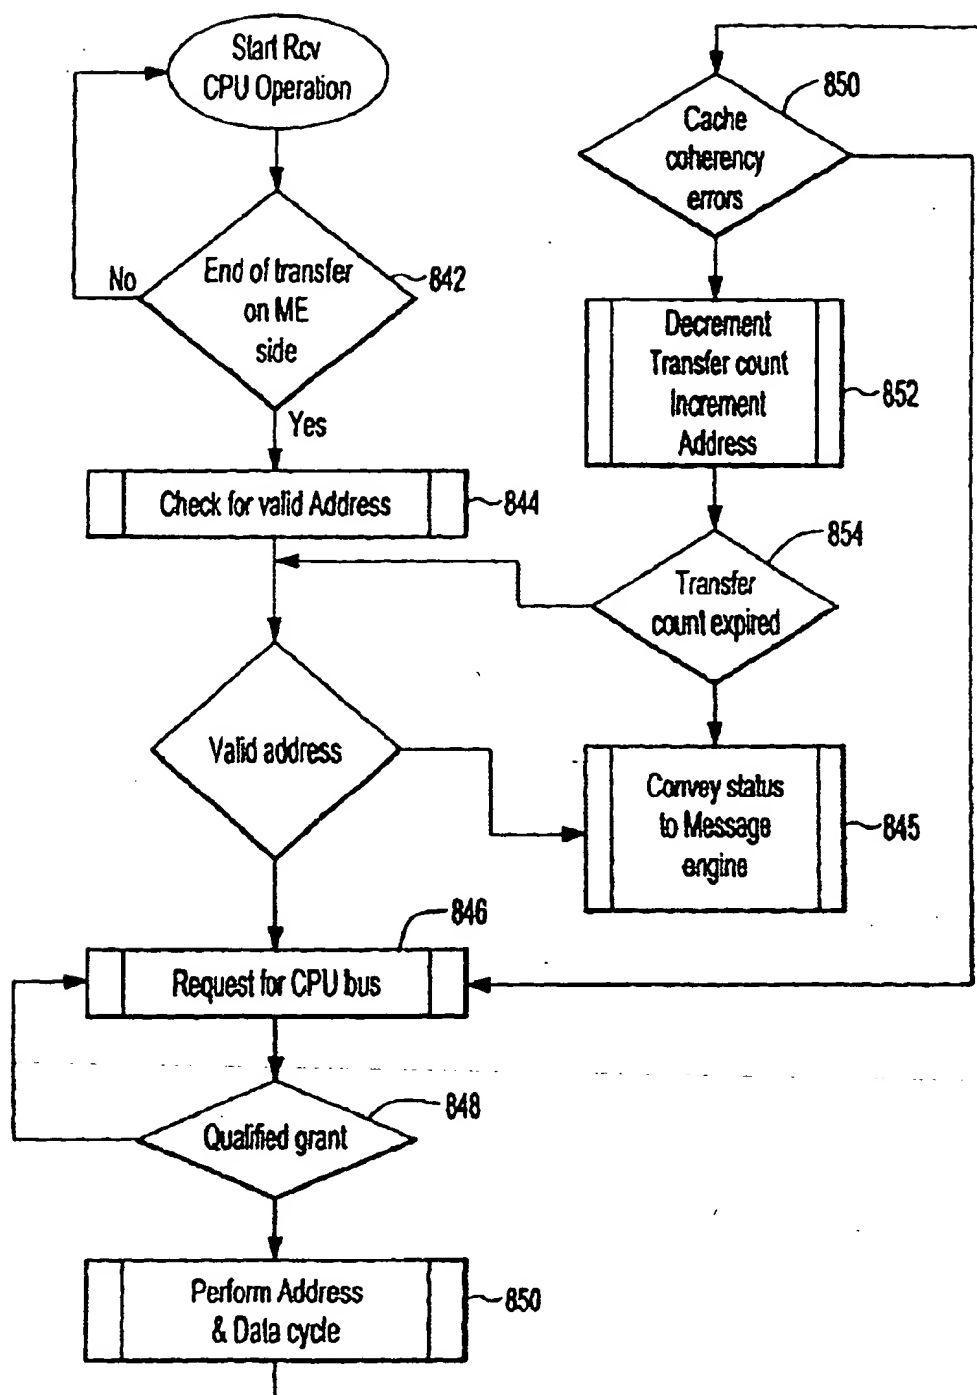 Start Rcv
CPU Operation
No
End of transfer
on ME
side
842
Yes
Check for valid Address
844
Valid address
846
Request for CPU bus
Qualified grant
848
Perform Address
& Data cycle
850
850
Cache
coherency
errors
Decrement
Transfer count
Increment
Address
852
854
Transfer
count expired
Convey status
to Message
engine
845